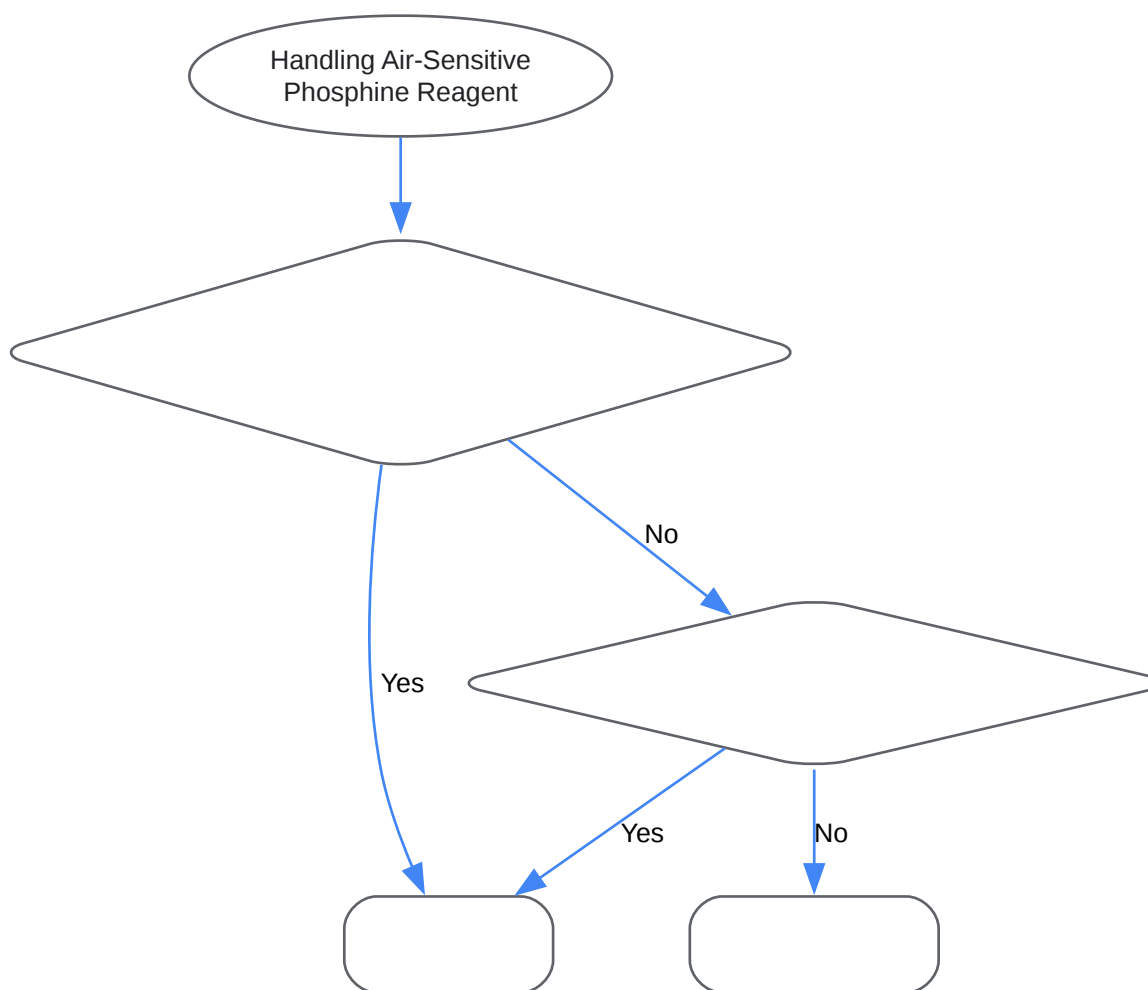 Handling Air-Sensitive
Phosphine Reagent
No
Yes
Yes
No